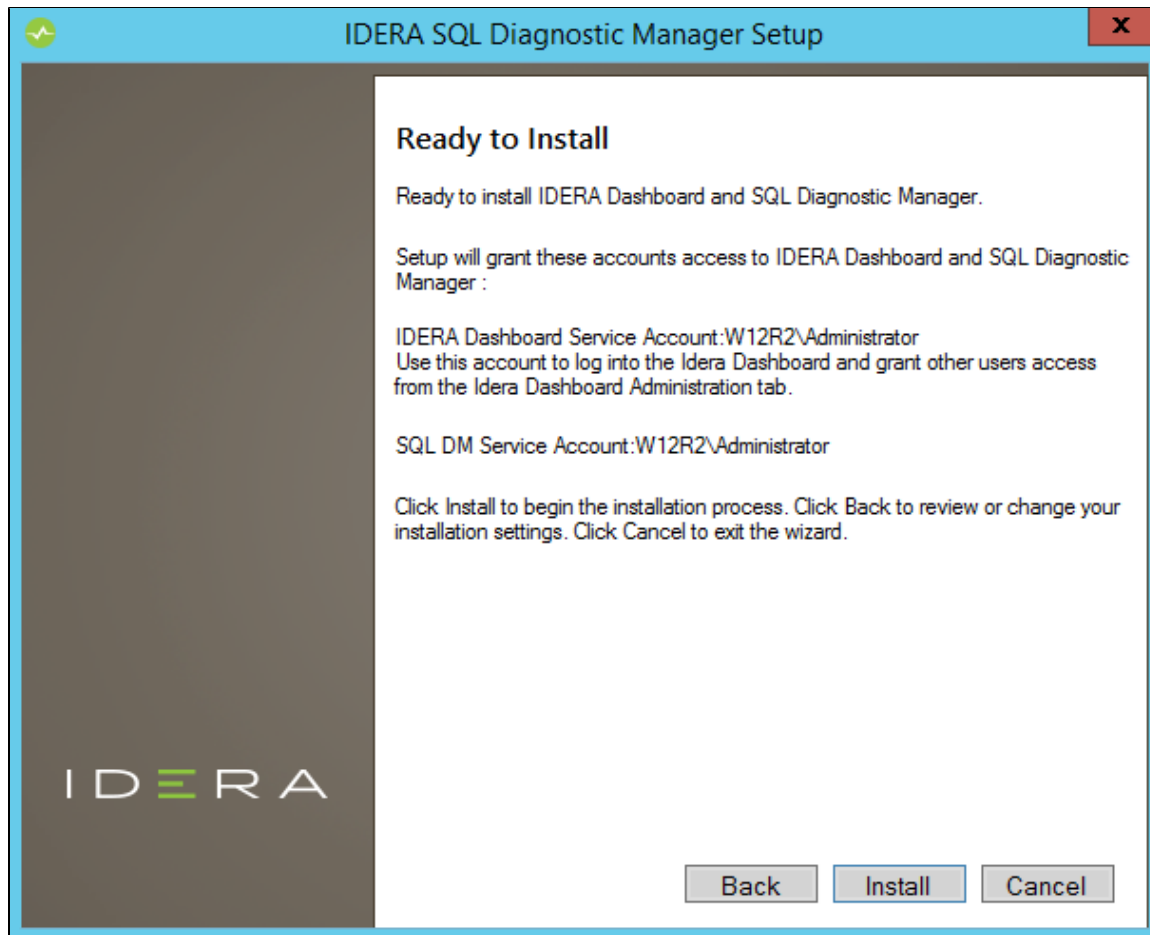 IDERA SQL Diagnostic Manager Setup
x
Ready to Install
Ready to install IDERA Dashboard and SQL Diagnostic Manager.
Setup will grant these accounts access to IDERA Dashboard and SQL Diagnostic
Manager :
IDERA Dashboard Service Account:W12R2\Administrator
Use this account to log into the Idera Dashboard and grant other users access
from the Idera Dashboard Administration tab.
SQL DM Service Account:W12R2\Administrator
Click Install to begin the installation process. Click Back to review or change your
installation settings. Click Cancel to exit the wizard.
IDERA
Back Install Cancel